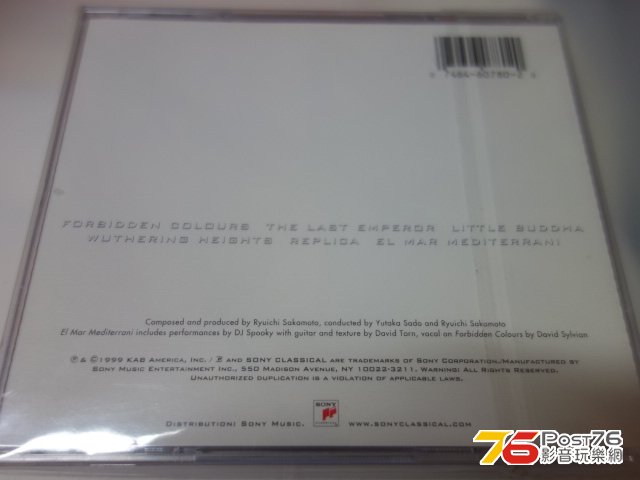 7464-60780-2
FORBIDDEN COLOURS THE LAST EMPEROR LITTLE BUDDHA
WUTHERING HEIGHTS REPLICA EL MAR MEDITERRANI
Composed and produced by Ryuichi Sakamoto, conducted by Yutaka Sado and Ryuichi Sakamoto
El Mar Mediterrani includes performances by DJ Spooky with guitar and texture by David Torn, vocal on Forbidden Colours by David Sylvian
℗ & © 1999 KAB AMERICA, INC. / AND SONY CLASSICAL ARE TRADEMARKS OF SONY CORPORATION./MANUFACTURED BY
SONY MUSIC ENTERTAINMENT INC., 550 MADISON AVENUE, NY 10022-3211. WARNING: ALL RIGHTS RESERVED.
UNAUTHORIZED DUPLICATION IS A VIOLATION OF APPLICABLE LAWS.
DISTRIBUTION: SONY MUSIC. SONY WWW.SONYCLASSICAL.COM
76 Post76
影音玩樂網